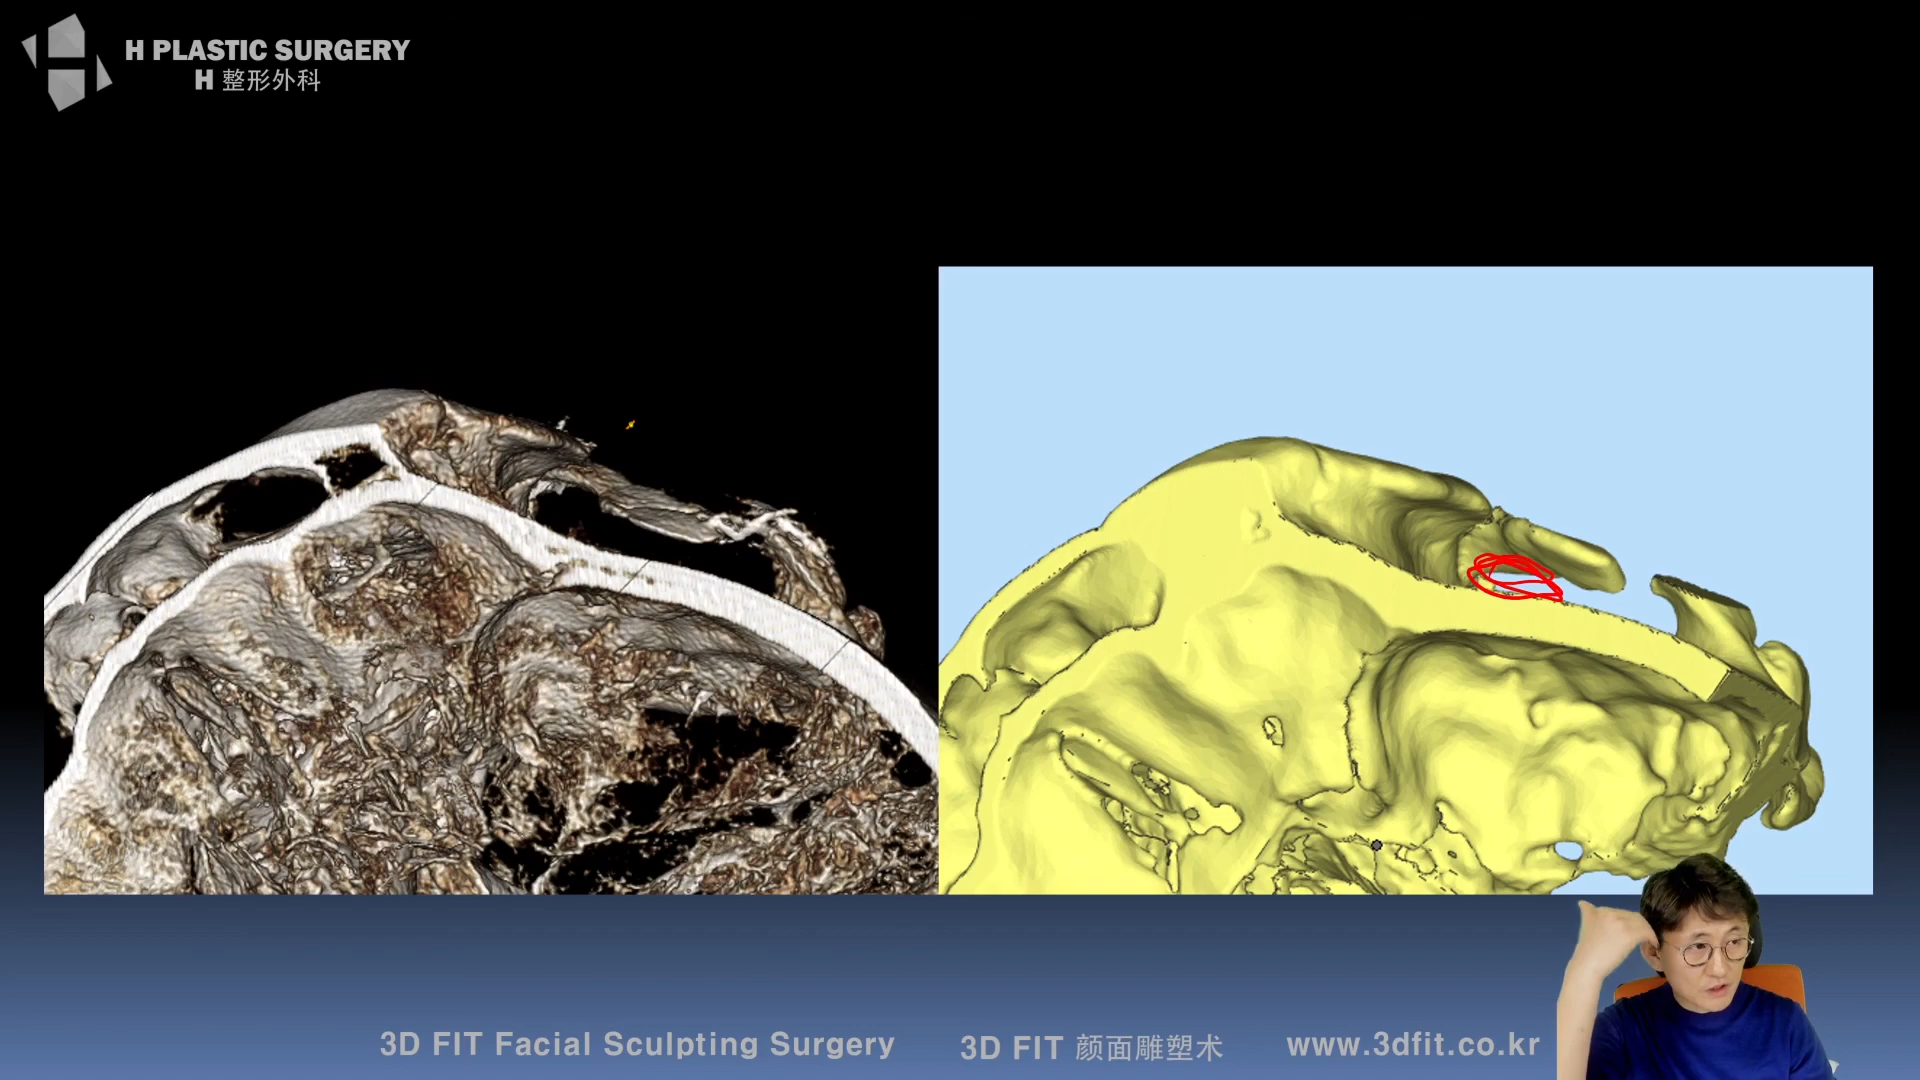 H PLASTIC SURGERY
H 整形外科
3D FIT Facial Sculpting Surgery
3D FIT 颜面雕塑术
www.3dfit.co.kr